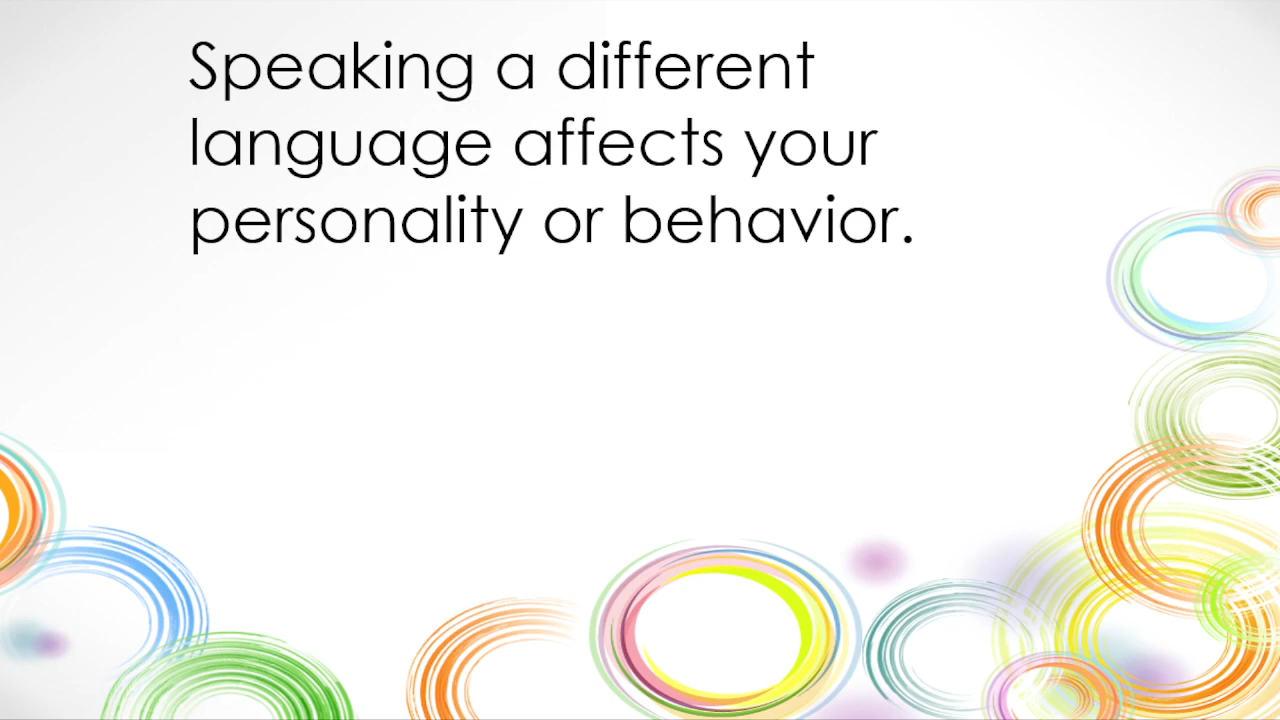 Speaking a different
language affects your
personality or behavior.